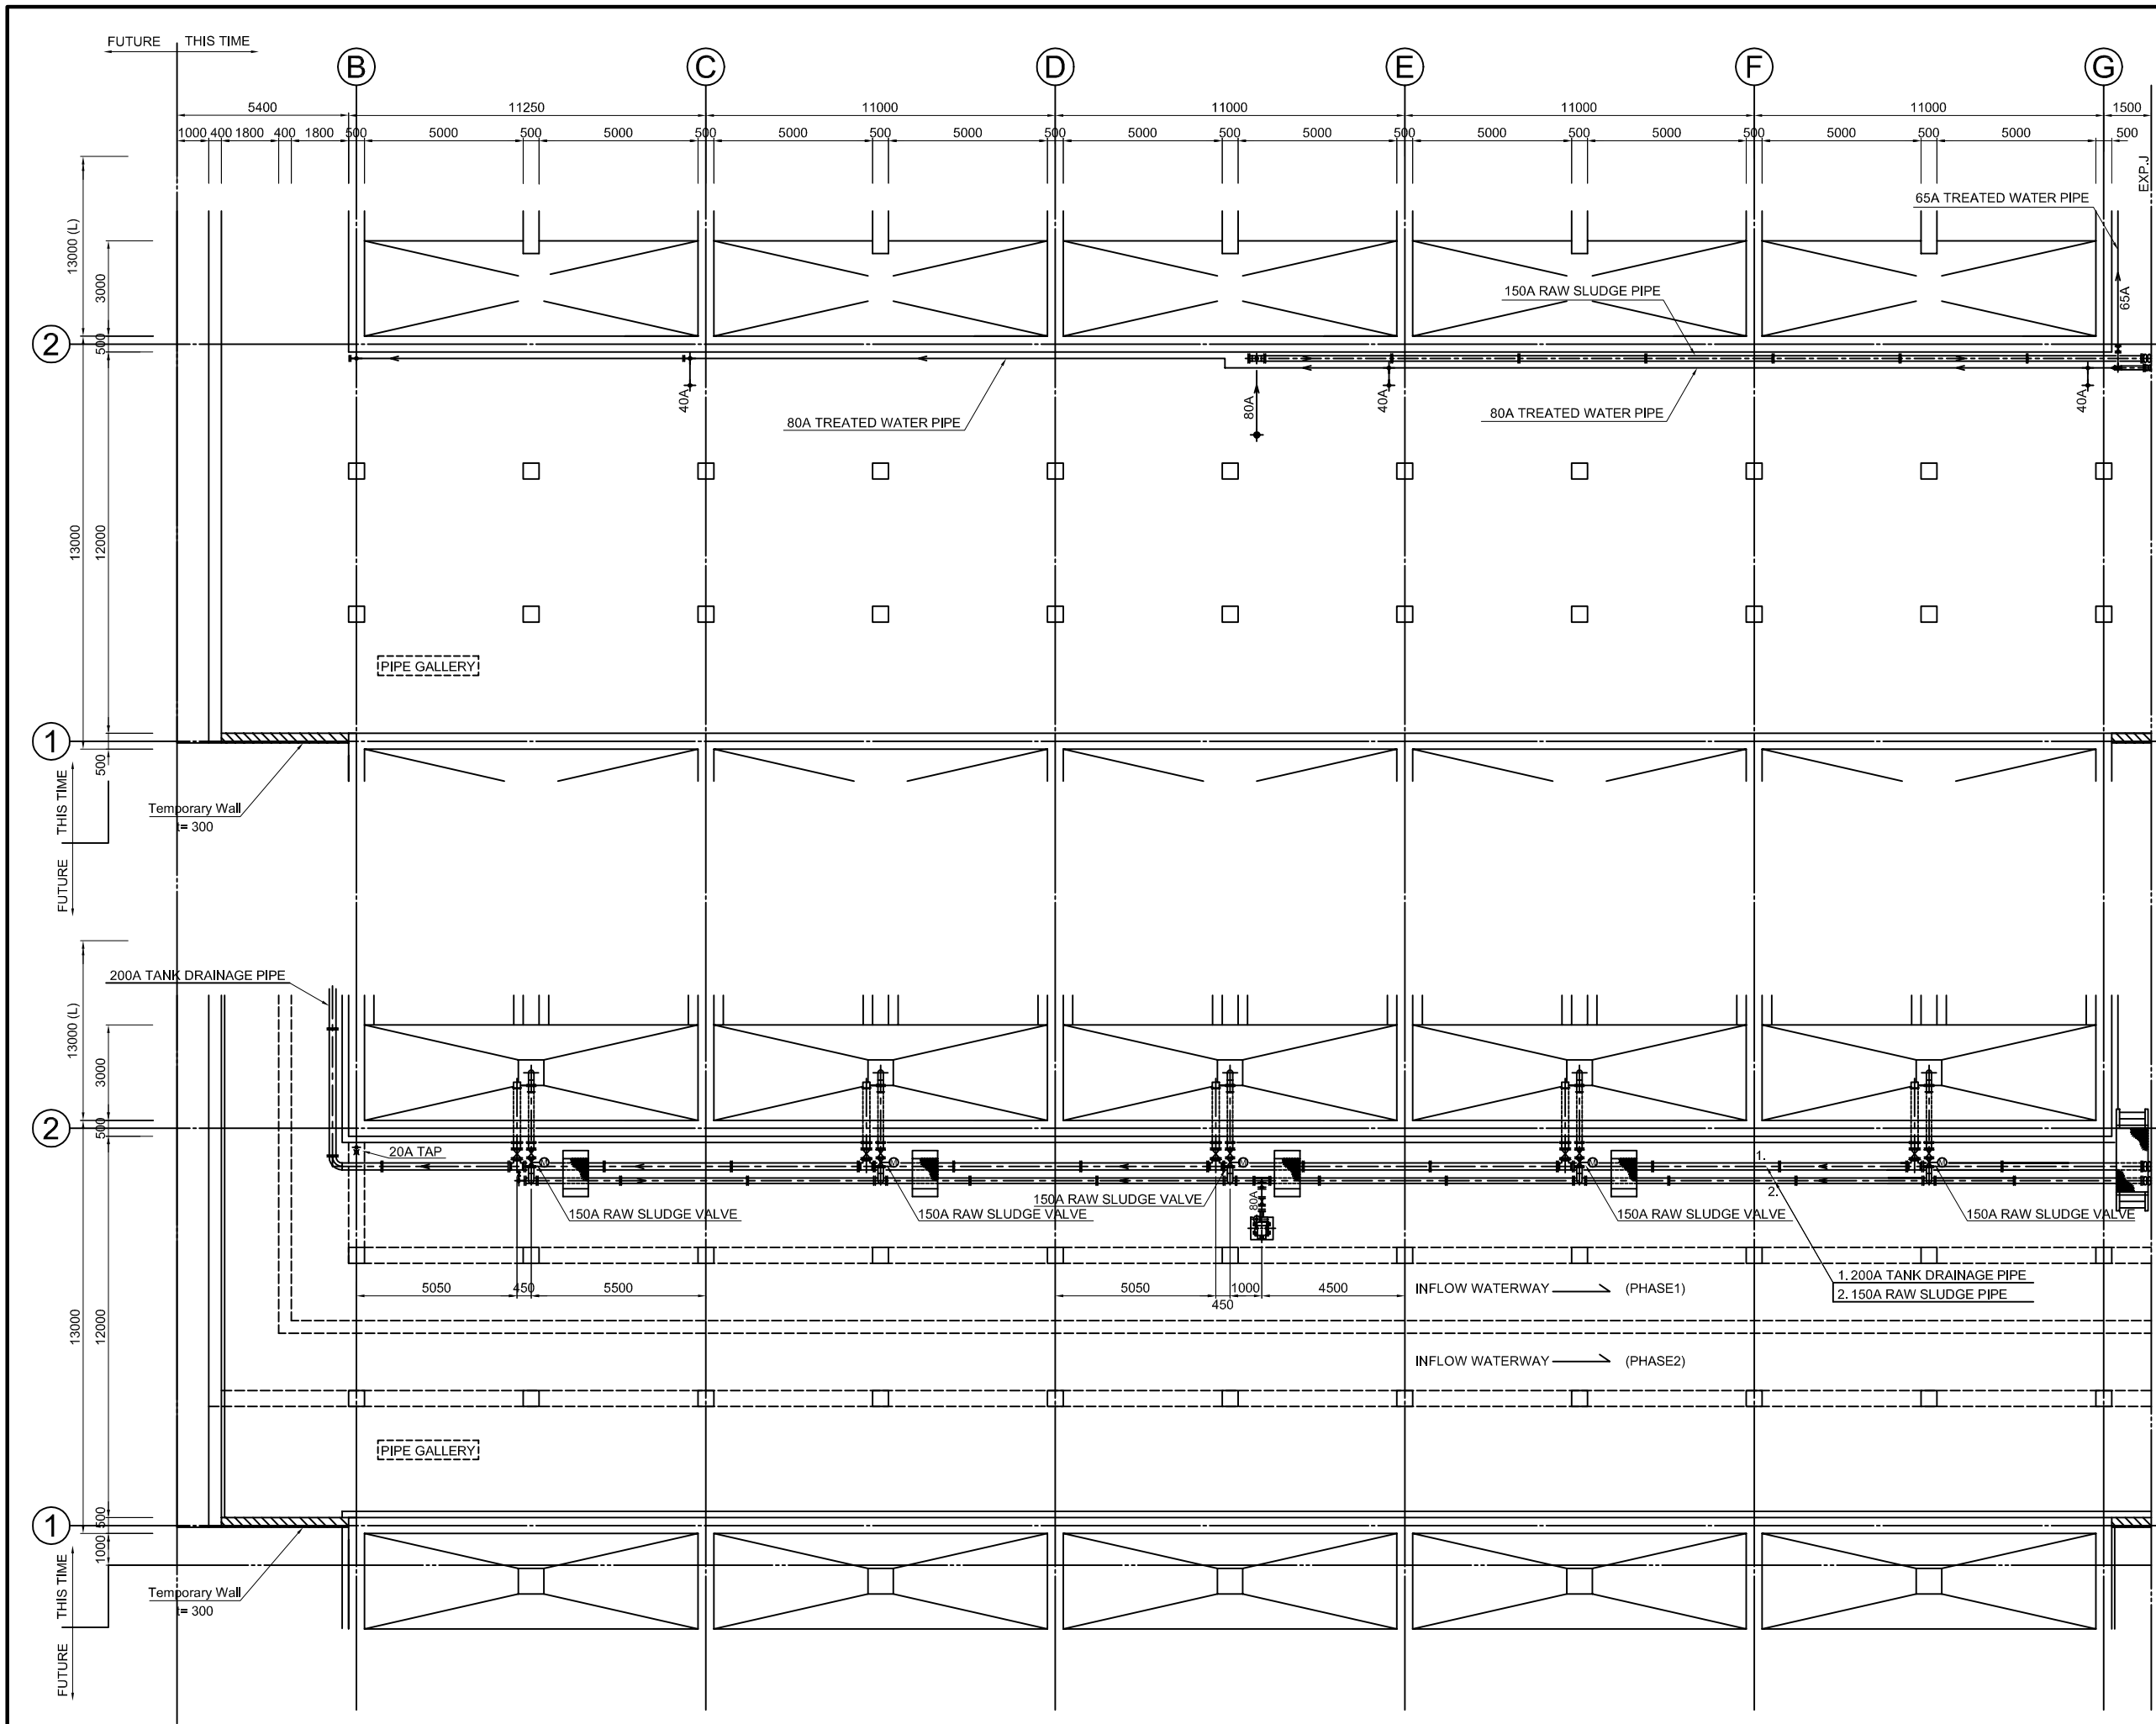 FUTURE THIS TIME
B C D E F G
5400 11250 11000 11000 11000 11000 1500
1000 400 1800 400 1800 500 5000 500 5000 500 5000 500 5000 500 5000 500 5000 500 5000 500 5000 500 5000 500 5000 500
EXP.J
65A TREATED WATER PIPE
13000 (L)
3000
150A RAW SLUDGE PIPE
65A
2
500
40A
80A
40A
40A
80A TREATED WATER PIPE
80A TREATED WATER PIPE
13000
12000
PIPE GALLERY
1
500
THIS TIME
FUTURE
Temporary Wall
t= 300
200A TANK DRAINAGE PIPE
13000 (L)
3000
2
500
20A TAP
M M M M M
1.
2.
80A
150A RAW SLUDGE VALVE
150A RAW SLUDGE VALVE
150A RAW SLUDGE VALVE
150A RAW SLUDGE VALVE
150A RAW SLUDGE VALVE
5050 450 5500
5050 450 1000 4500
INFLOW WATERWAY (PHASE1)
1. 200A TANK DRAINAGE PIPE
2. 150A RAW SLUDGE PIPE
13000
12000
INFLOW WATERWAY (PHASE2)
PIPE GALLERY
1
500
1000
THIS TIME
FUTURE
Temporary Wall
t= 300